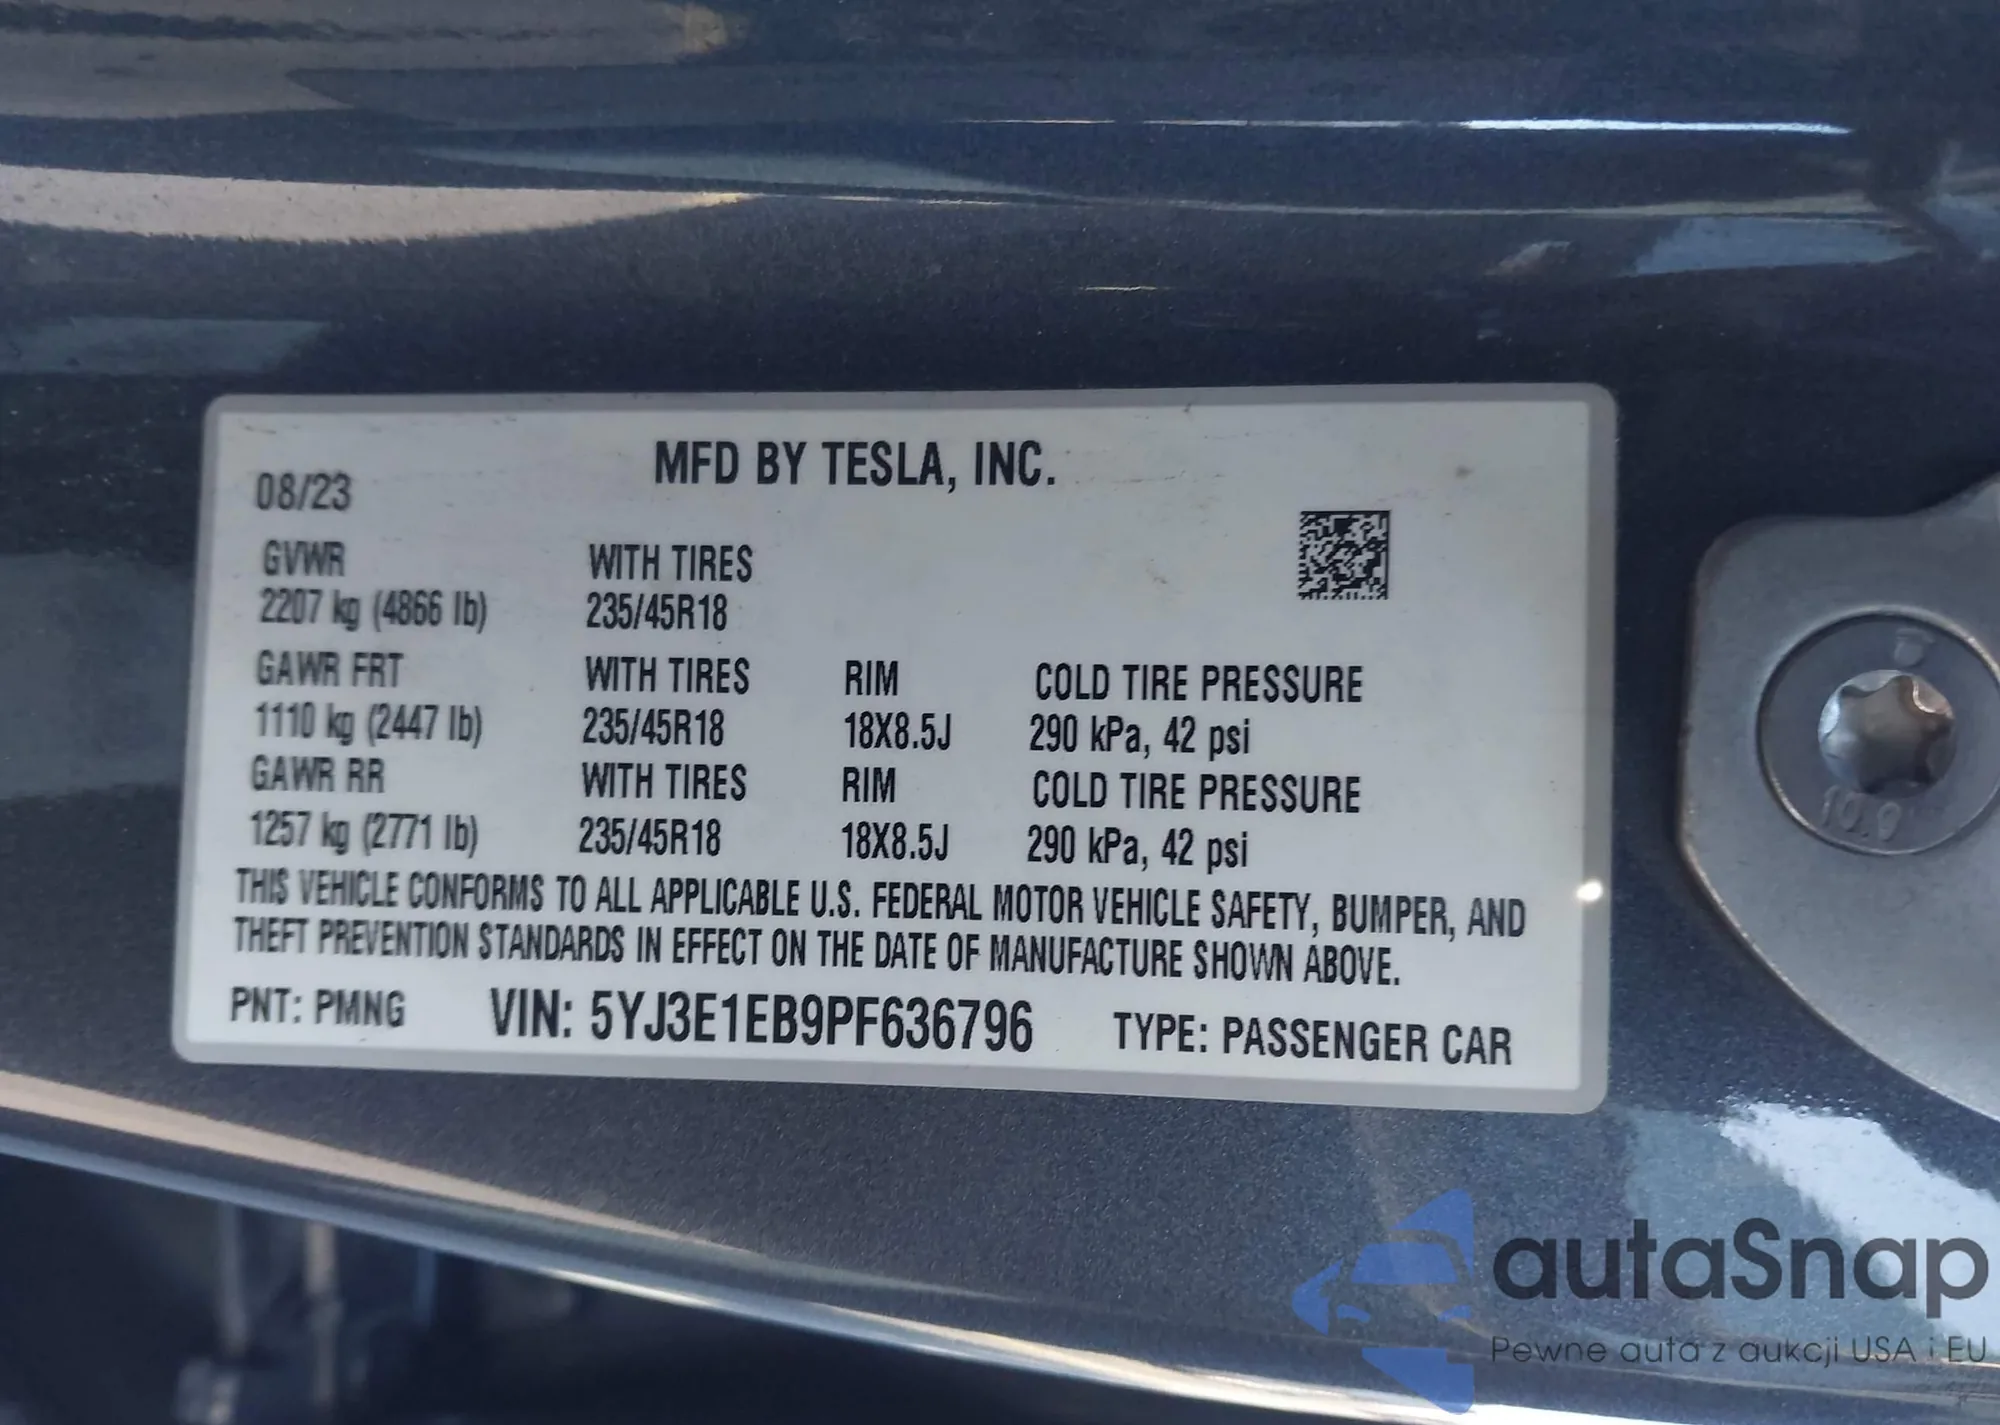 MFD BY TESLA, INC.
08/23
GVWR WITH TIRES
2207 kg (4866 lb) 235/45R18
GAWR FRT WITH TIRES RIM COLD TIRE PRESSURE
1110 kg (2447 lb) 235/45R18 18X8.5J 290 kPa, 42 psi
GAWR RR WITH TIRES RIM COLD TIRE PRESSURE
1257 kg (2771 lb) 235/45R18 18X8.5J 290 kPa, 42 psi
THIS VEHICLE CONFORMS TO ALL APPLICABLE U.S. FEDERAL MOTOR VEHICLE SAFETY, BUMPER, AND
THEFT PREVENTION STANDARDS IN EFFECT ON THE DATE OF MANUFACTURE SHOWN ABOVE.
PNT: PMNG VIN: 5YJ3E1EB9PF636796 TYPE: PASSENGER CAR
10.9
autaSnap
Pewne auta z aukcji USA i EU